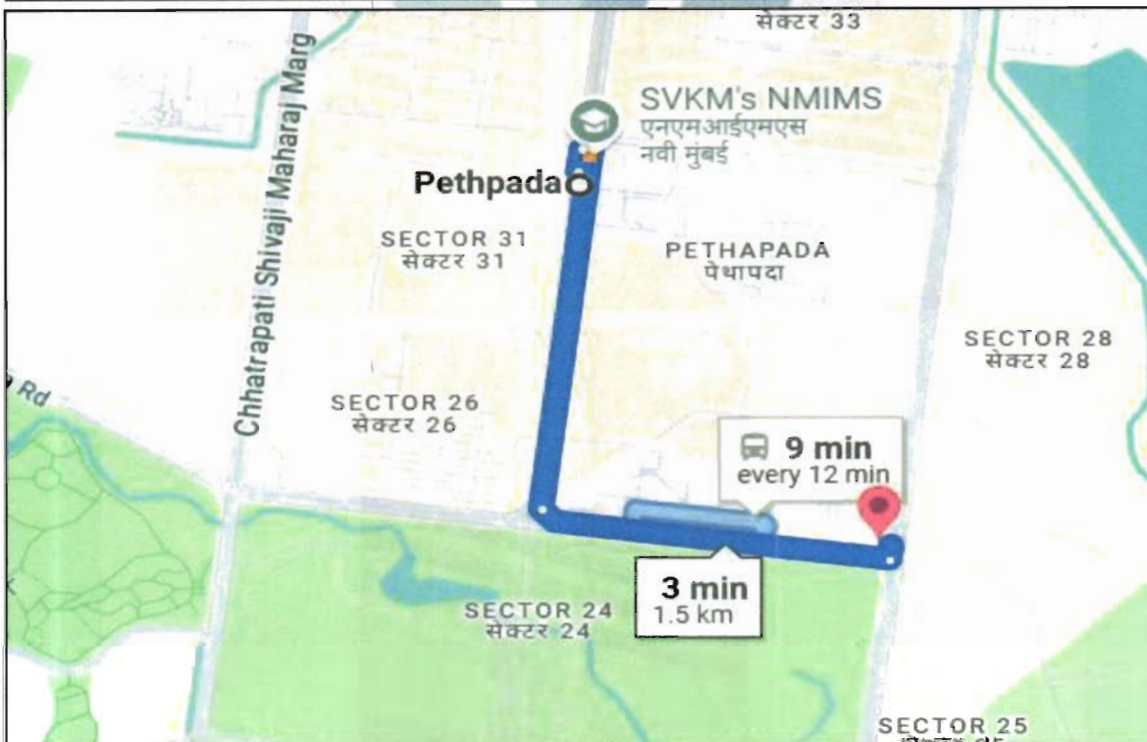 सेक्टर 33
SVKM's NMIMS
एनएमआईएमएस
नवी मुंबई
Pethpada
Chhatrapati Shivaji Maharaj Marg
SECTOR 31
सेक्टर 31
PETHAPADA
पेथापदा
SECTOR 28
सेक्टर 28
Rd
SECTOR 26
सेक्टर 26
9 min
every 12 min
3 min
1.5 km
SECTOR 24
सेक्टर 24
SECTOR 25